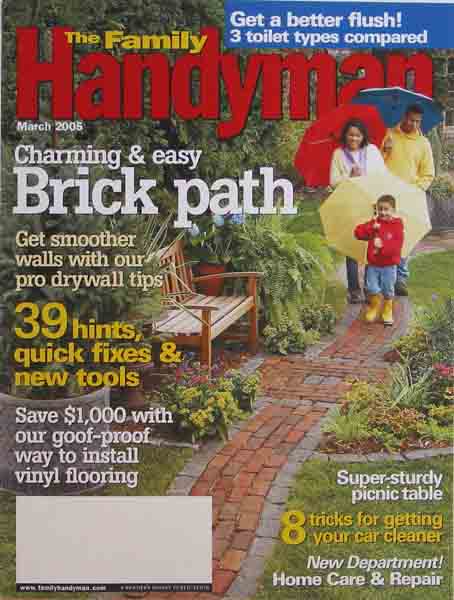 Get a better flush!
3 toilet types compared
The Family
Handyman
March 2005
Charming & easy
Brick path
Get smoother
walls with our
pro drywall tips
39 hints,
quick fixes &
new tools
Save $1,000 with
our goof-proof
way to install
vinyl flooring
Super-sturdy
picnic table
8 tricks for getting
your car cleaner
New Department!
Home Care & Repair
www.familyhandyman.com
A READER'S DIGEST PUBLICATION